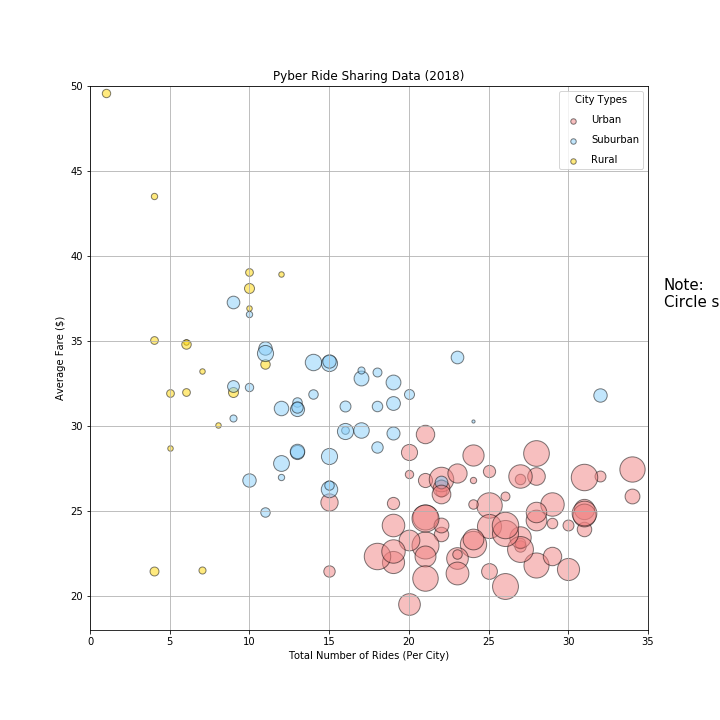 Pyber Ride Sharing Data (2018)
City Types
Urban
Suburban
Rural
50
45
40
35
30
25
20
Average Fare ($)
Note:
Circle s
0 5 10 15 20 25 30 35
Total Number of Rides (Per City)